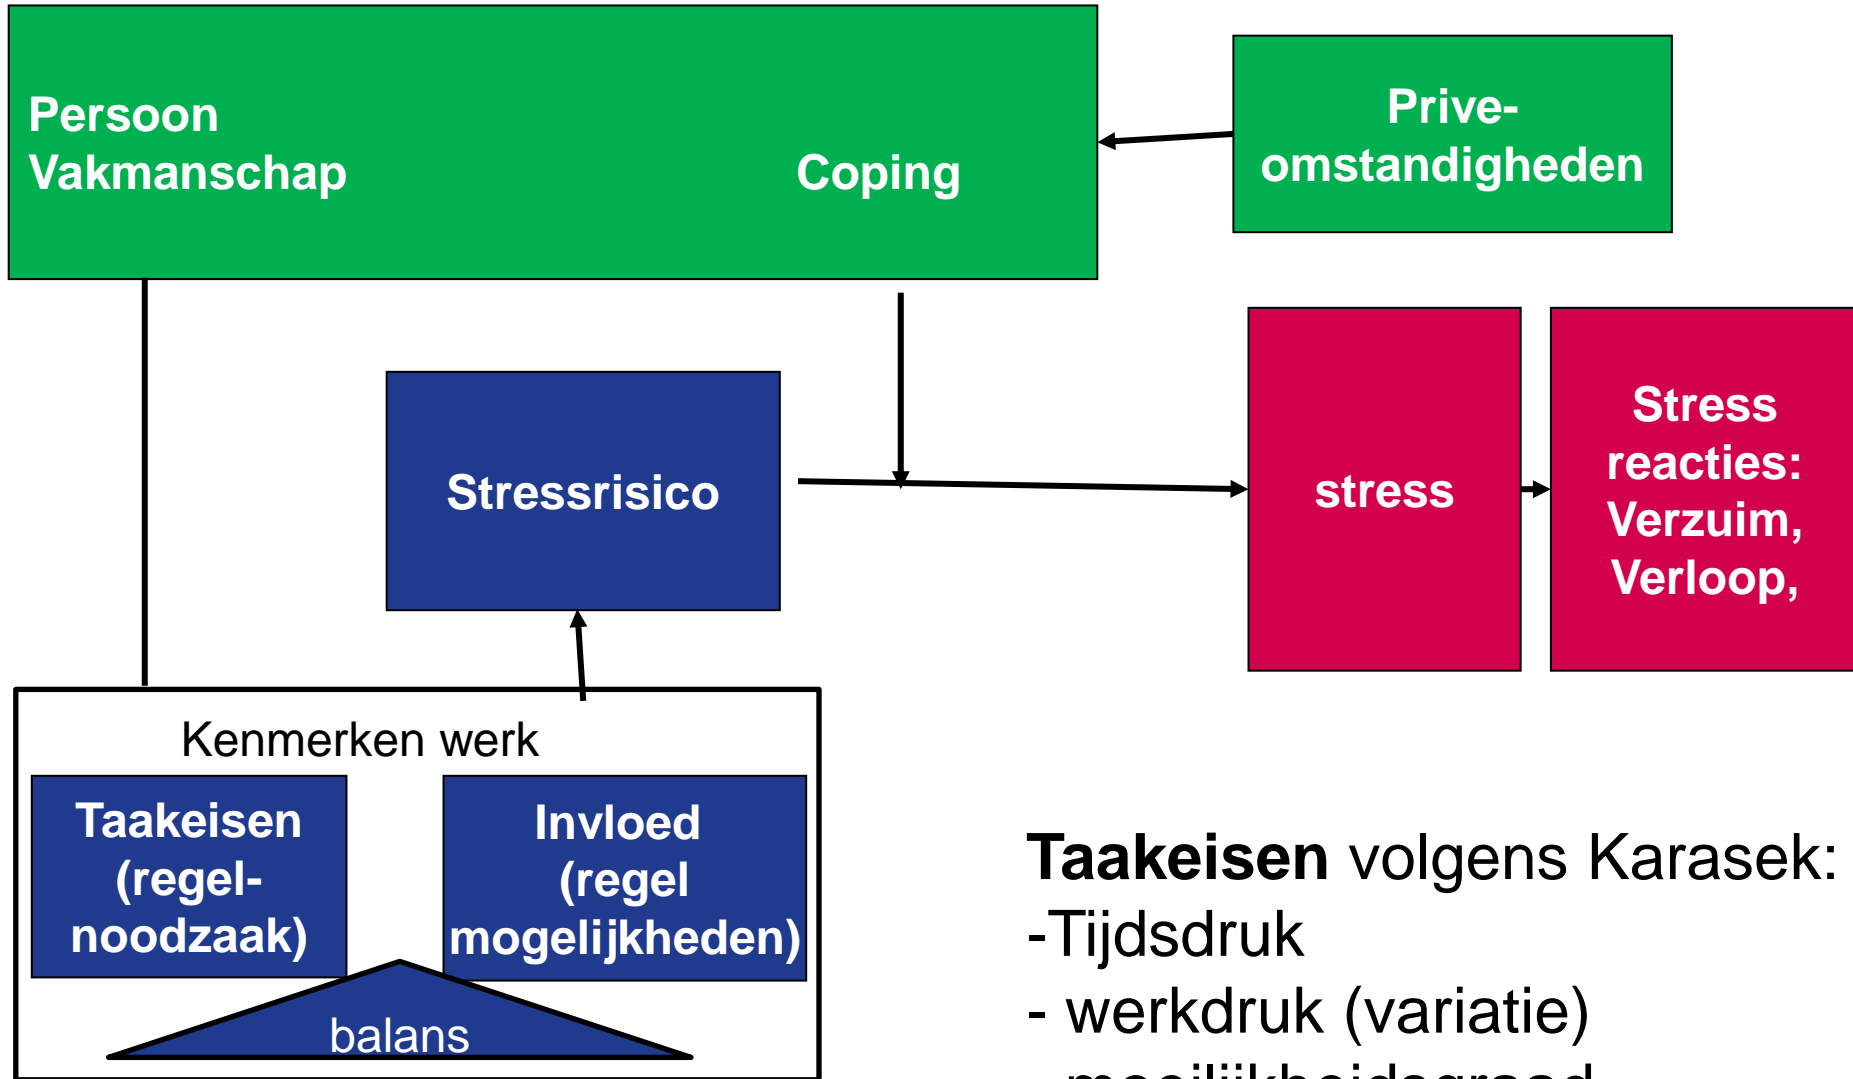 Persoon
Vakmanschap
Coping
Prive-
omstandigheden
Stressrisico
stress
Stress
reacties:
Verzuim,
Verloop,
Kenmerken werk
Taakeisen
(regel-
noodzaak)
Invloed
(regel
mogelijkheden)
balans
Taakeisen volgens Karasek:
-Tijdsdruk
- werkdruk (variatie)
moeilijkheidsgraad